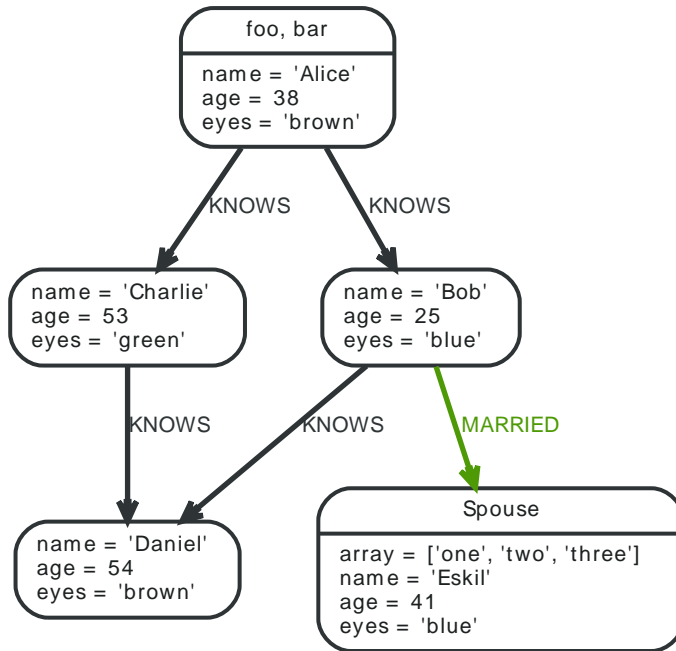 foo, bar
name = 'Alice'
age = 38
eyes = 'brown'
KNOWS
KNOWS
name = 'Charlie'
age = 53
eyes = 'green'
name = 'Bob'
age = 25
eyes = 'blue'
KNOWS
KNOWS
MARRIED
name = 'Daniel'
age = 54
eyes = 'brown'
Spouse
array = ['one', 'two', 'three']
name = 'Eskil'
age = 41
eyes = 'blue'